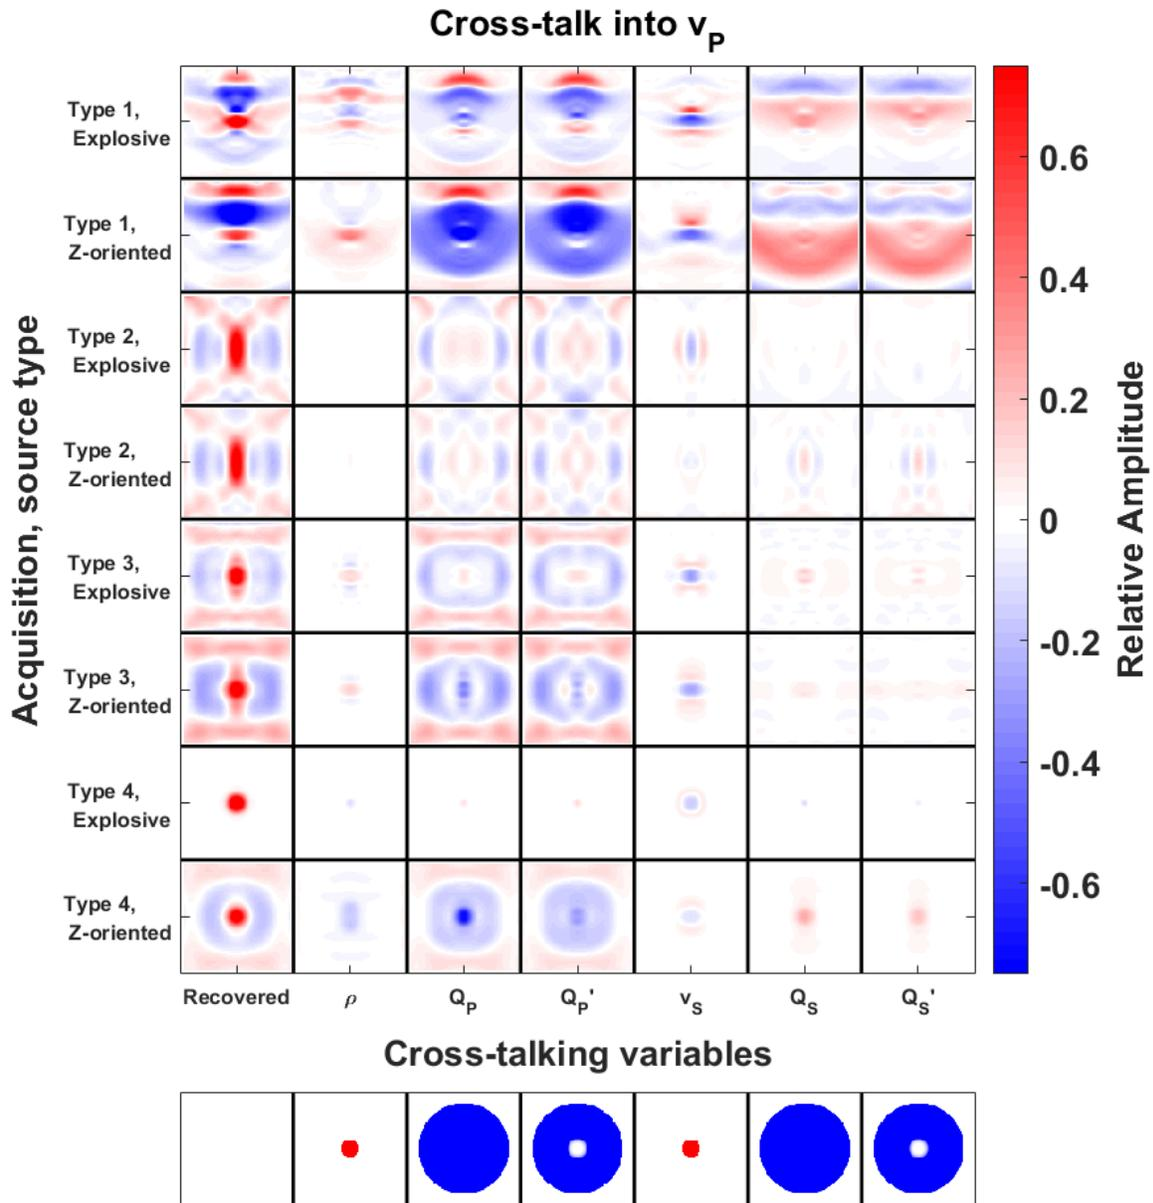 Cross-talk into vP
Type 1,
Explosive
Type 1,
Z-oriented
Type 2,
Explosive
Type 2,
Z-oriented
Type 3,
Explosive
Type 3,
Z-oriented
Type 4,
Explosive
Type 4,
Z-oriented
Acquisition, source type
0.6
0.4
0.2
0
-0.2
-0.4
-0.6
Relative Amplitude
Recovered ρ QP QP' vS QS QS'
Cross-talking variables